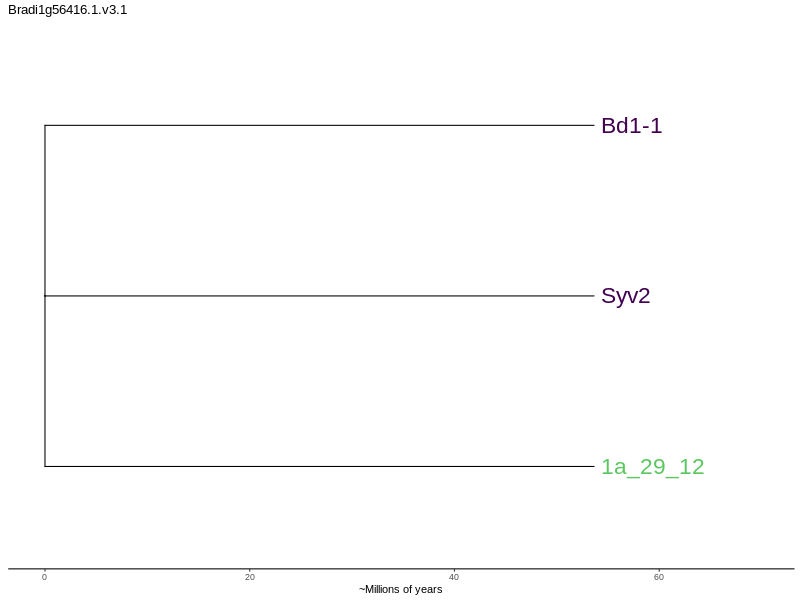 Bradi1g56416.1.v3.1
Bd1-1
Syv2
1a_29_12
0 20 40 60
~Millions of years